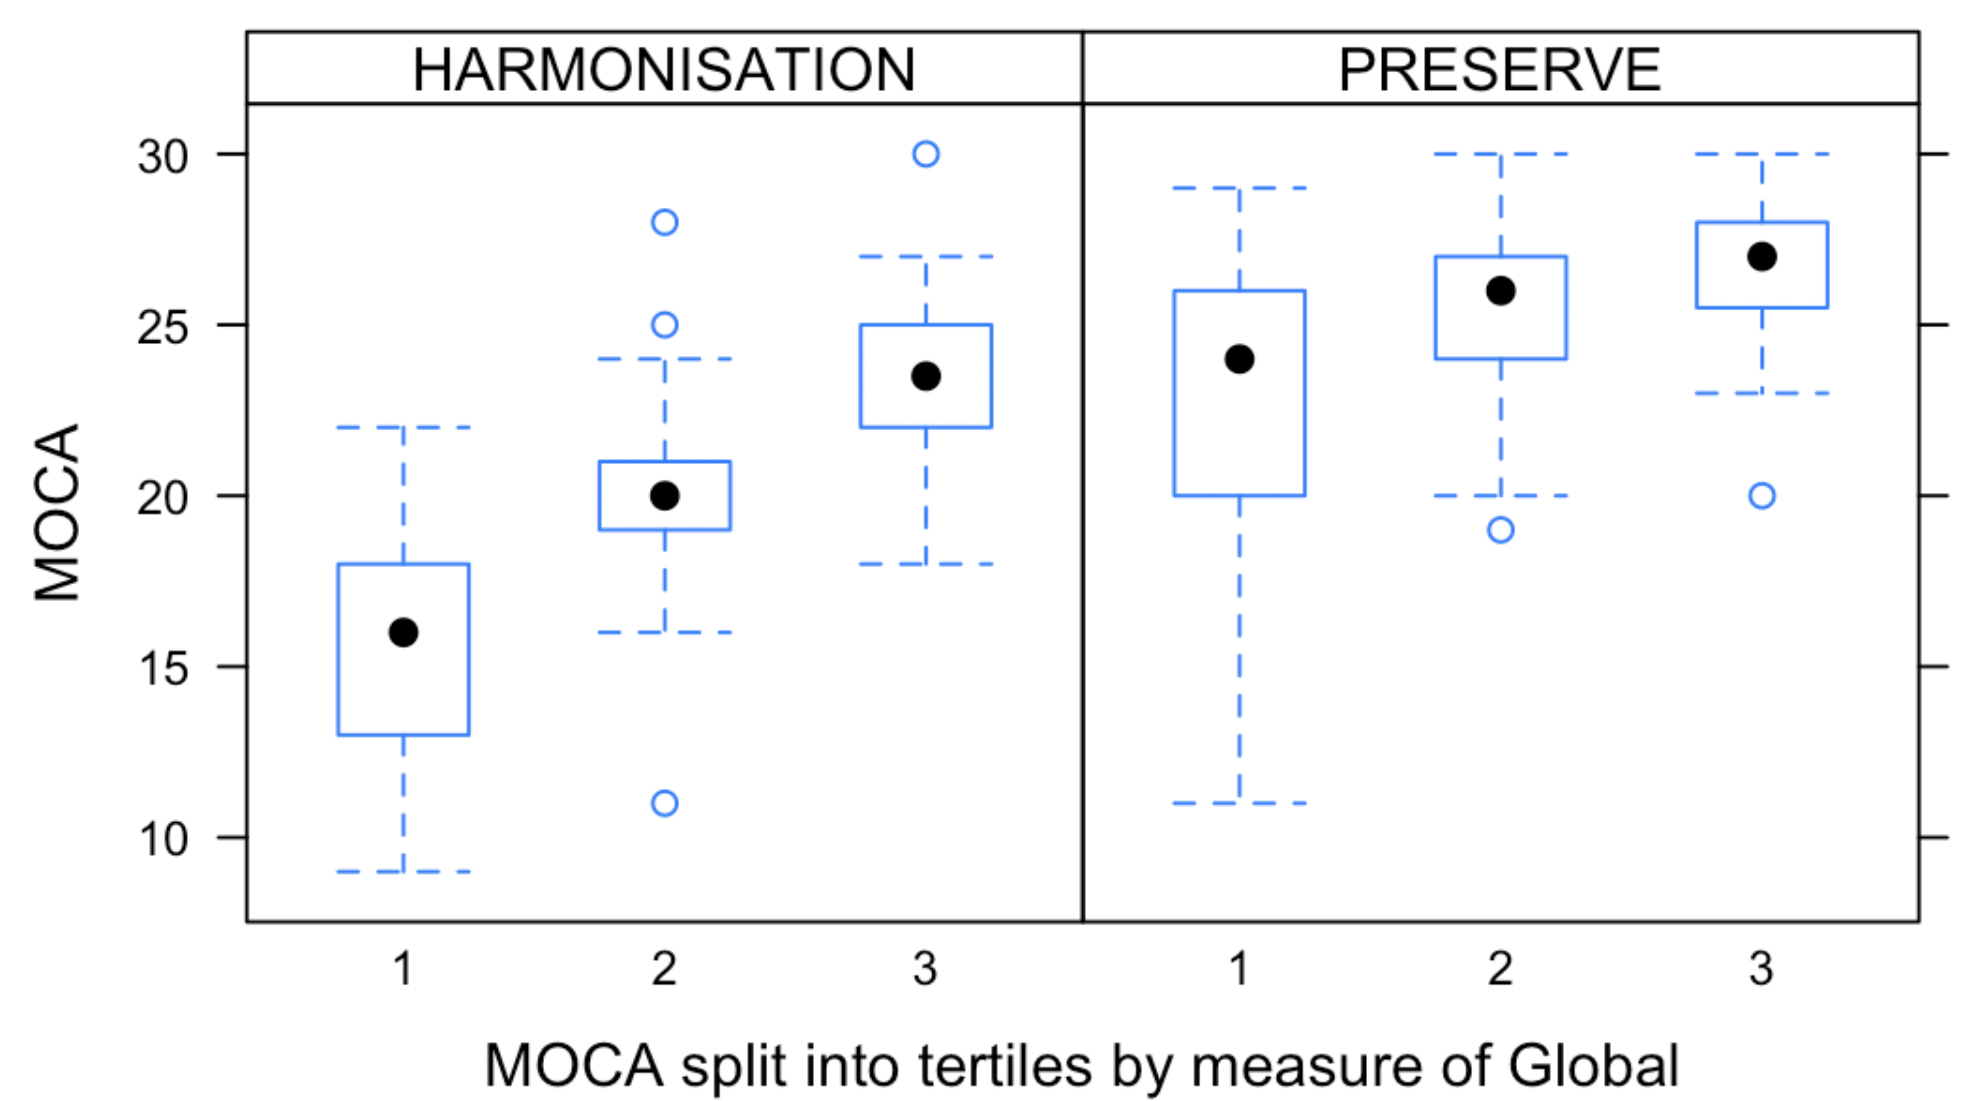 HARMONISATION PRESERVE
30
25
20
15
10
MOCA
1 2 3 1 2 3
MOCA split into tertiles by measure of Global